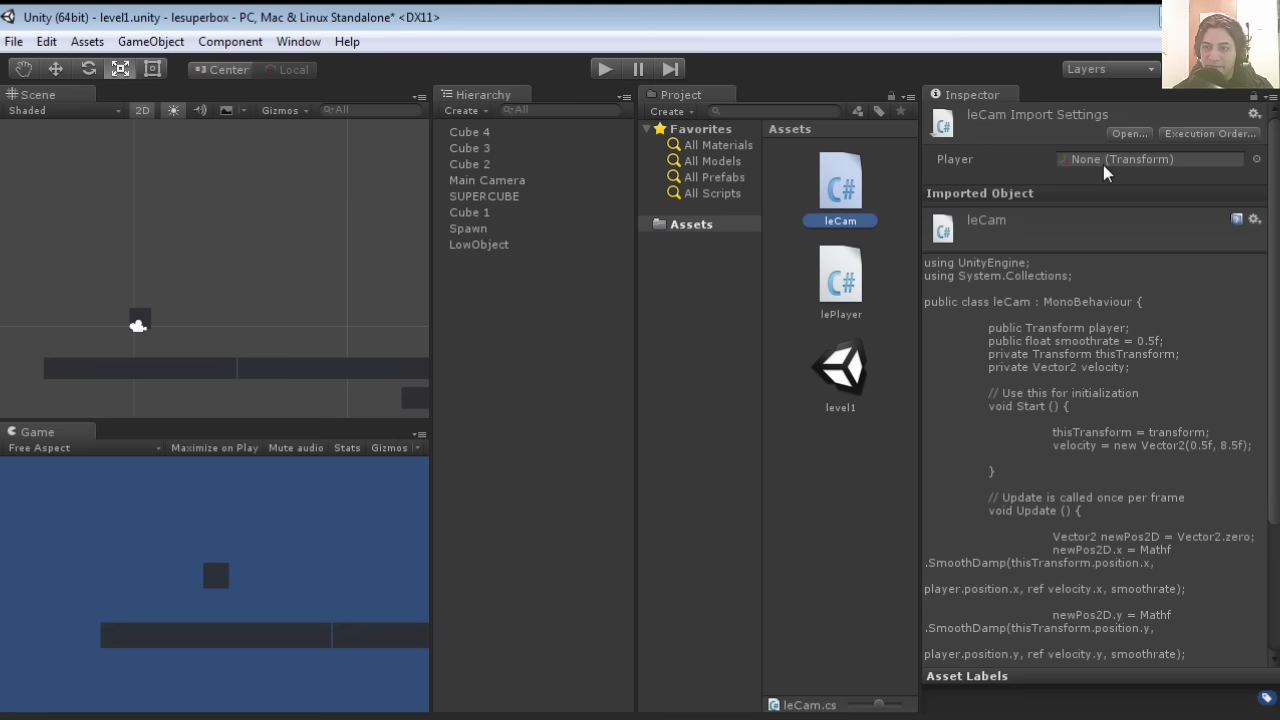 Unity (64bit) - level1.unity - lesuperbox - PC, Mac & Linux Standalone* <DX11>
File Edit Assets GameObject Component Window Help
Center Local Layers
Scene
Shaded 2D Gizmos All
Hierarchy
Create All
Cube 4
Cube 3
Cube 2
Main Camera
SUPERCUBE
Cube 1
Spawn
LowObject
Game
Free Aspect Maximize on Play Mute audio Stats Gizmos
Project
Create
Favorites
All Materials
All Models
All Prefabs
All Scripts
Assets
Assets
C#
leCam
C#
lePlayer
level1
leCam.cs
Inspector
C#
leCam Import Settings
Open... Execution Order...
Player None (Transform)
Imported Object
C#
leCam
using UnityEngine;
using System.Collections;
public class leCam : MonoBehaviour {
public Transform player;
public float smoothrate = 0.5f;
private Transform thisTransform;
private Vector2 velocity;
// Use this for initialization
void Start () {
thisTransform = transform;
velocity = new Vector2(0.5f, 8.5f);
}
// Update is called once per frame
void Update () {
Vector2 newPos2D = Vector2.zero;
newPos2D.x = Mathf
.SmoothDamp(thisTransform.position.x,
player.position.x, ref velocity.x, smoothrate);
newPos2D.y = Mathf
.SmoothDamp(thisTransform.position.y,
player.position.y, ref velocity.y, smoothrate);
Asset Labels